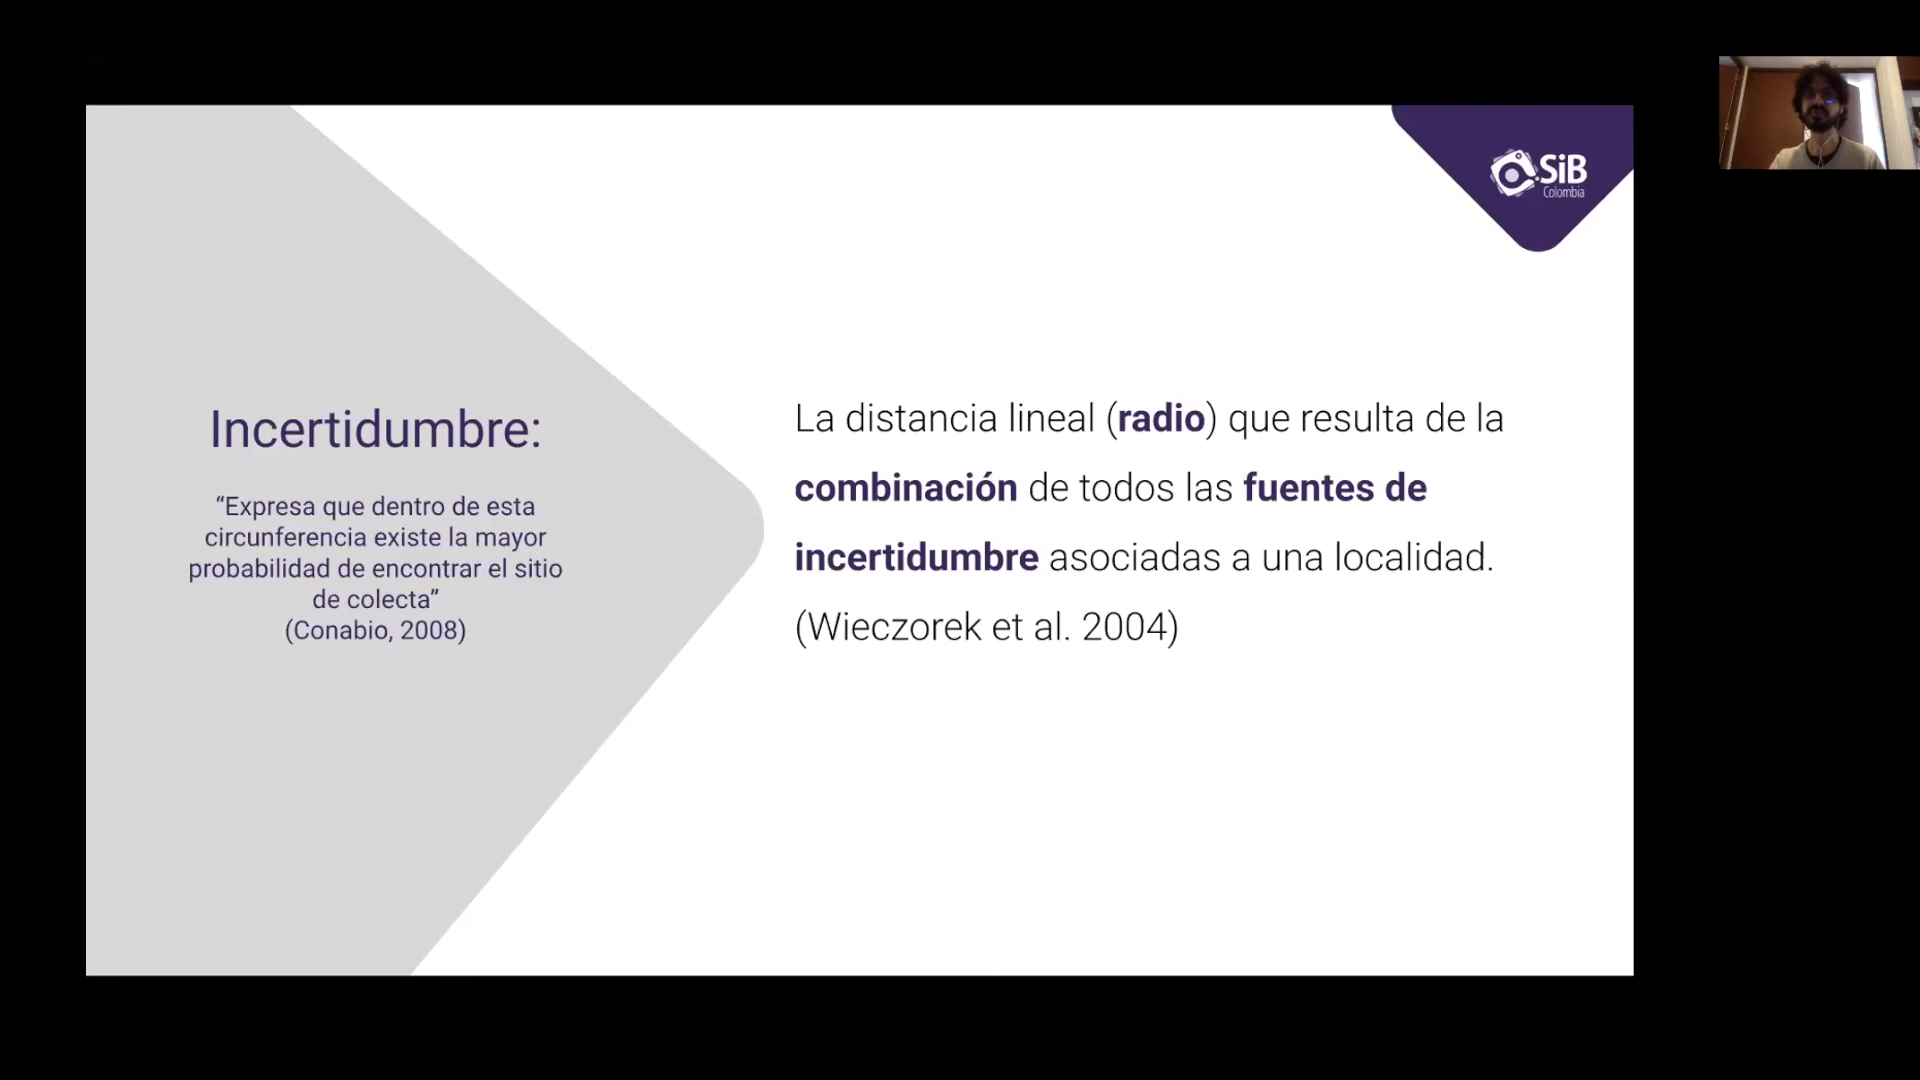 SiB
Colombia
Incertidumbre:
“Expresa que dentro de esta
circunferencia existe la mayor
probabilidad de encontrar el sitio
de colecta”
(Conabio, 2008)
La distancia lineal (radio) que resulta de la
combinación de todos las fuentes de
incertidumbre asociadas a una localidad.
(Wieczorek et al. 2004)